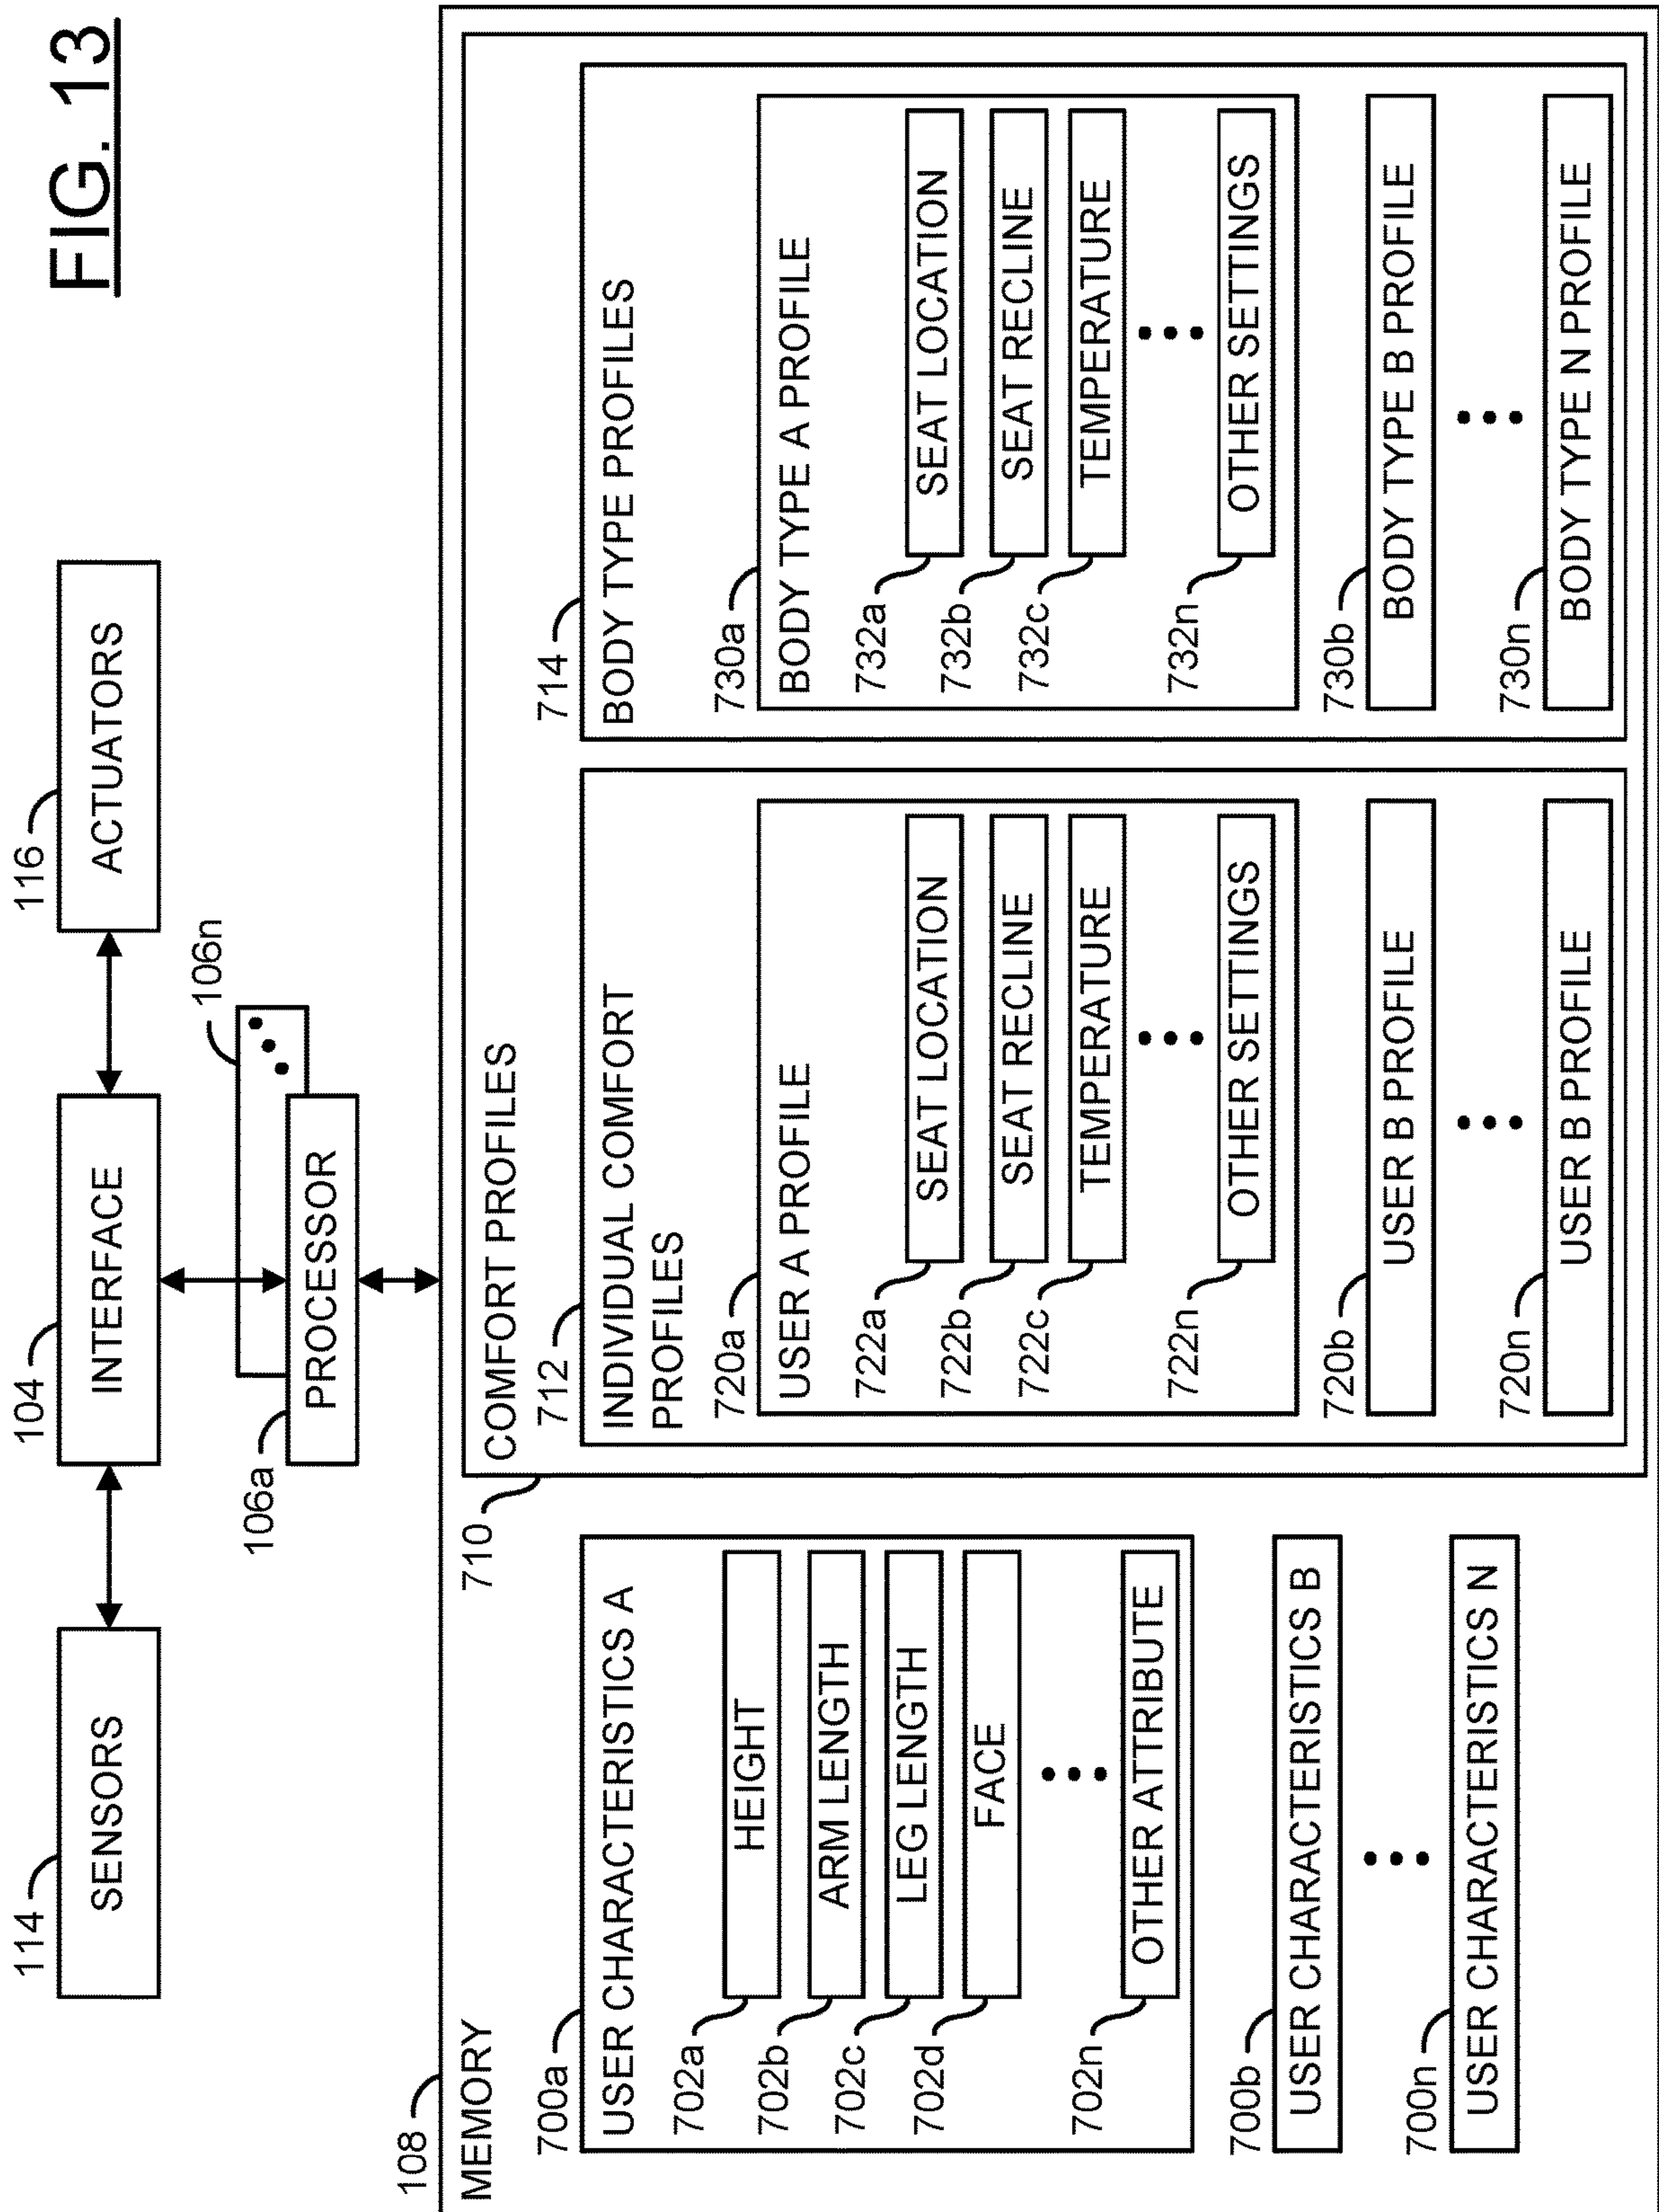 FIG. 13
114
SENSORS
104
INTERFACE
116
ACTUATORS
106a
PROCESSOR
106n
108
MEMORY
700a
USER CHARACTERISTICS A
702a
HEIGHT
702b
ARM LENGTH
702c
LEG LENGTH
702d
FACE
702n
OTHER ATTRIBUTE
700b
USER CHARACTERISTICS B
700n
USER CHARACTERISTICS N
710
COMFORT PROFILES
712
INDIVIDUAL COMFORT
PROFILES
720a
USER A PROFILE
722a
SEAT LOCATION
722b
SEAT RECLINE
722c
TEMPERATURE
722n
OTHER SETTINGS
720b
USER B PROFILE
720n
USER B PROFILE
714
BODY TYPE PROFILES
730a
BODY TYPE A PROFILE
732a
SEAT LOCATION
732b
SEAT RECLINE
732c
TEMPERATURE
732n
OTHER SETTINGS
730b
BODY TYPE B PROFILE
730n
BODY TYPE N PROFILE